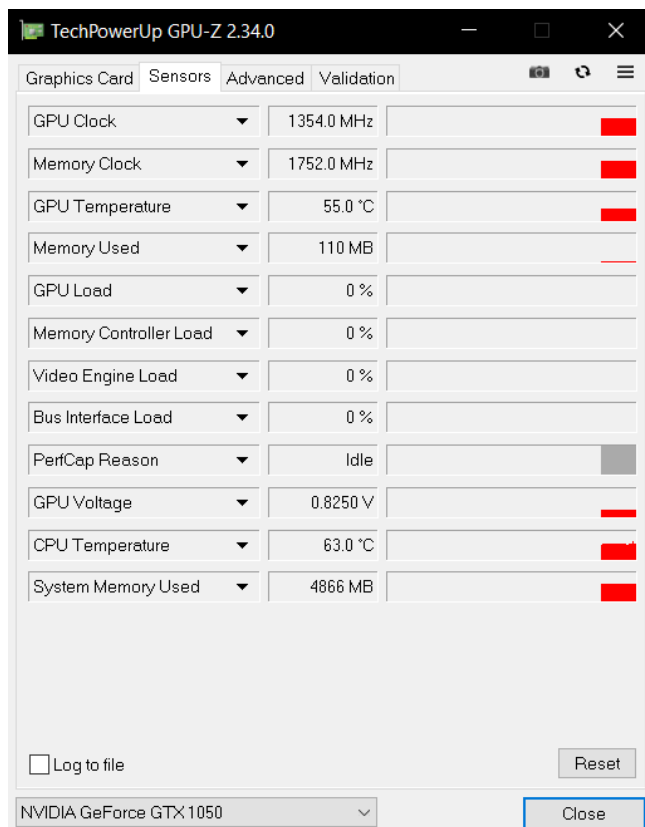 TechPowerUp GPU-Z 2.34.0
Graphics Card Sensors Advanced Validation
GPU Clock 1354.0 MHz
Memory Clock 1752.0 MHz
GPU Temperature 55.0 °C
Memory Used 110 MB
GPU Load 0 %
Memory Controller Load 0 %
Video Engine Load 0 %
Bus Interface Load 0 %
PerfCap Reason Idle
GPU Voltage 0.8250 V
CPU Temperature 63.0 °C
System Memory Used 4866 MB
Log to file Reset
NVIDIA GeForce GTX 1050 Close